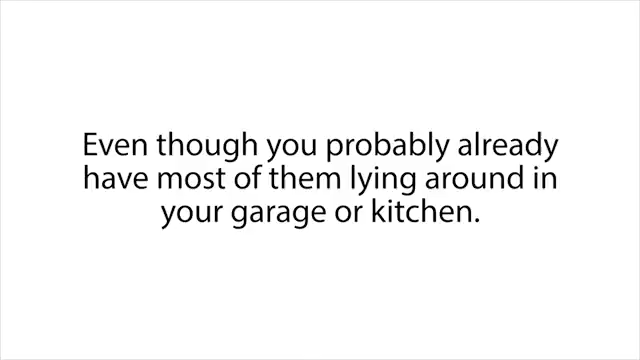 Even though you probably already
have most of them lying around in
your garage or kitchen.